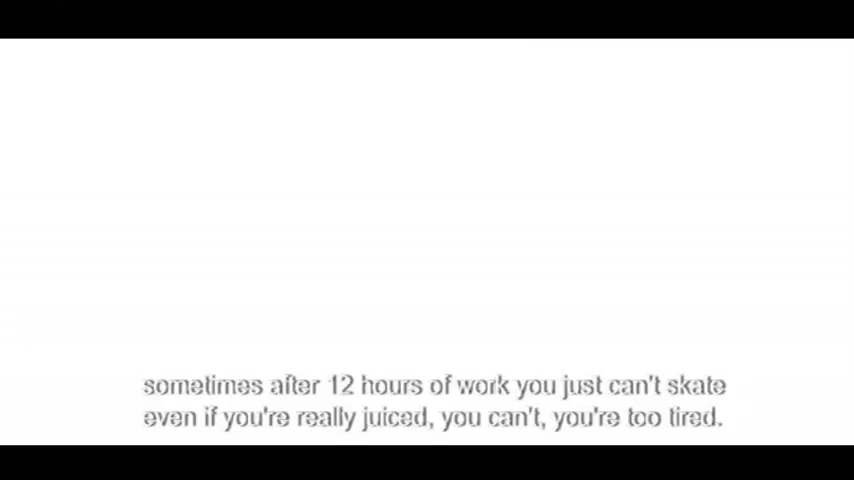 sometimes after 12 hours of work you just can't skate
even if you're really juiced, you can't, you're too tired.